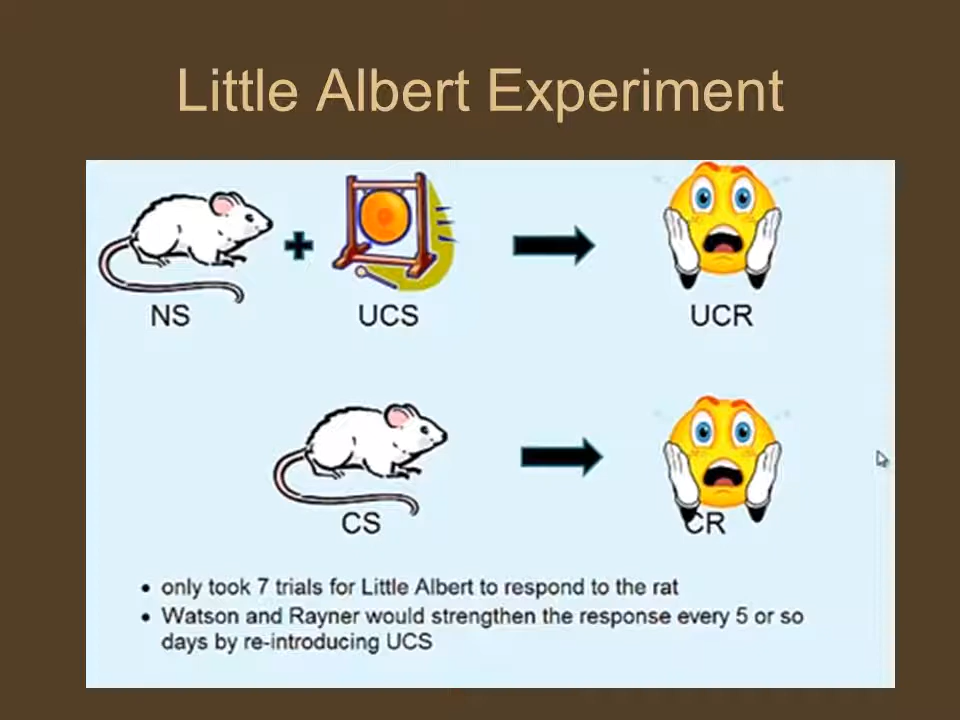 Little Albert Experiment
NS
UCS
UCR
CS
CR
• only took 7 trials for Little Albert to respond to the rat
• Watson and Rayner would strengthen the response every 5 or so
days by re-introducing UCS